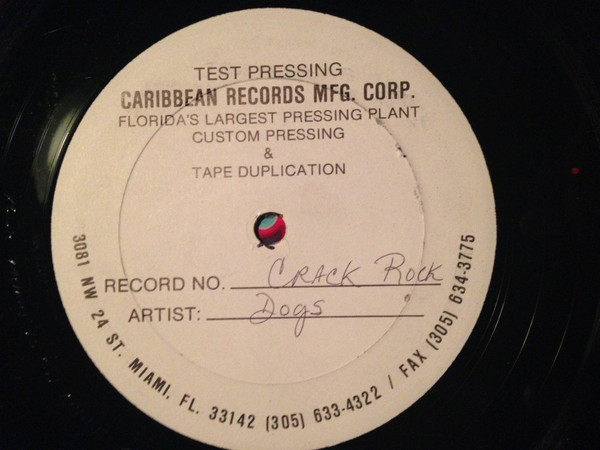 TEST PRESSING
CARIBBEAN RECORDS MFG. CORP.
FLORIDA'S LARGEST PRESSING PLANT
CUSTOM PRESSING
&
TAPE DUPLICATION
RECORD NO. Crack Rock
ARTIST: Dogs
3081 NW 24 ST. MIAMI, FL. 33142 (305) 633-4322 / FAX (305) 634-3775